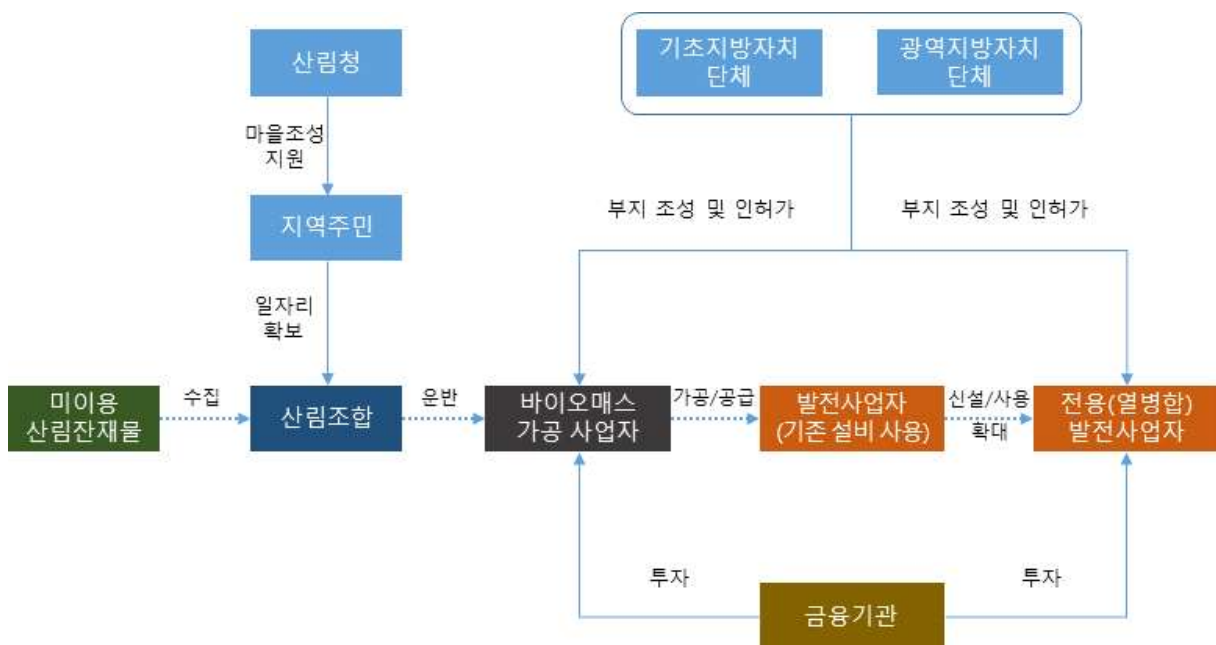 산림청
기초지방자치
단체
광역지방자치
단체
마을조성
지원
지역주민
부지 조성 및 인허가
부지 조성 및 인허가
일자리
확보
미이용
산림잔재물
수집
산림조합
운반
바이오매스
가공 사업자
가공/공급
발전사업자
(기존 설비 사용)
신설/사용
확대
전용(열병합)
발전사업자
투자
투자
금융기관